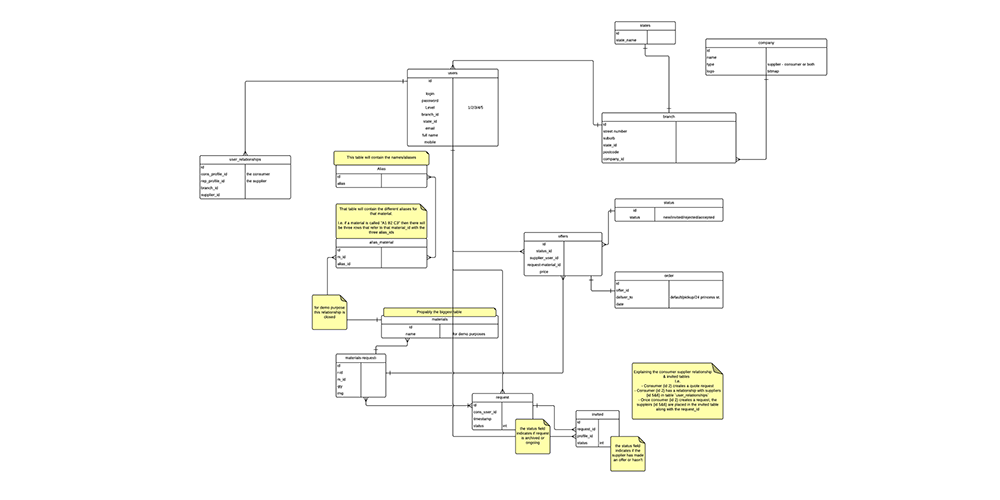 states
id
state_name
company
id
name
type supplier - consumer or both
logo bitmap
users
id
login
password
Level 1/2/3/4/5
branch_id
state_id
email
full name
mobile
branch
id
street number
suburb
state_id
postcode
company_id
user_relationships
id
cons_profile_id the consumer
rep_profile_id the supplier
branch_id
supplier_id
This table will contain the names/aliases
Alias
id
alias
That table will contain the different aliases for
that material
i.e. if a material is called "A1 B2 C3" then there will
be three rows that refer to that material_id with the
three alias_ids
alias_material
id
m_id
alias_id
status
id
status new/invited/rejected/accepted
offers
id
status_id
supplier_user_id
request-material_id
price
order
id
offer_id
deliver_to
date
for demo purpose
this relationship is
closed
Propably the biggest table
materials
id
name for demo purposes
materials-request
id
r-id
m_id
qty
img
request
id
cons_user_id
timestamp
status int
the status field
indicates if request
is archived or
ongoing
invited
id
request_id
profile_id
status int
the status field
indicates if the
supplier has made
an offer or hasn't
Explaining the consumer supplier relationship
& invited tables
i.e.
- Consumer (id 2) creates a quote request
- Consumer (id 2) has a relationship with suppliers
(id 5&8) in table 'user_relationships'
- Once consumer (id 2) creates a request, the
suppliers (id 5&8) are placed in the invited table
along with the request_id